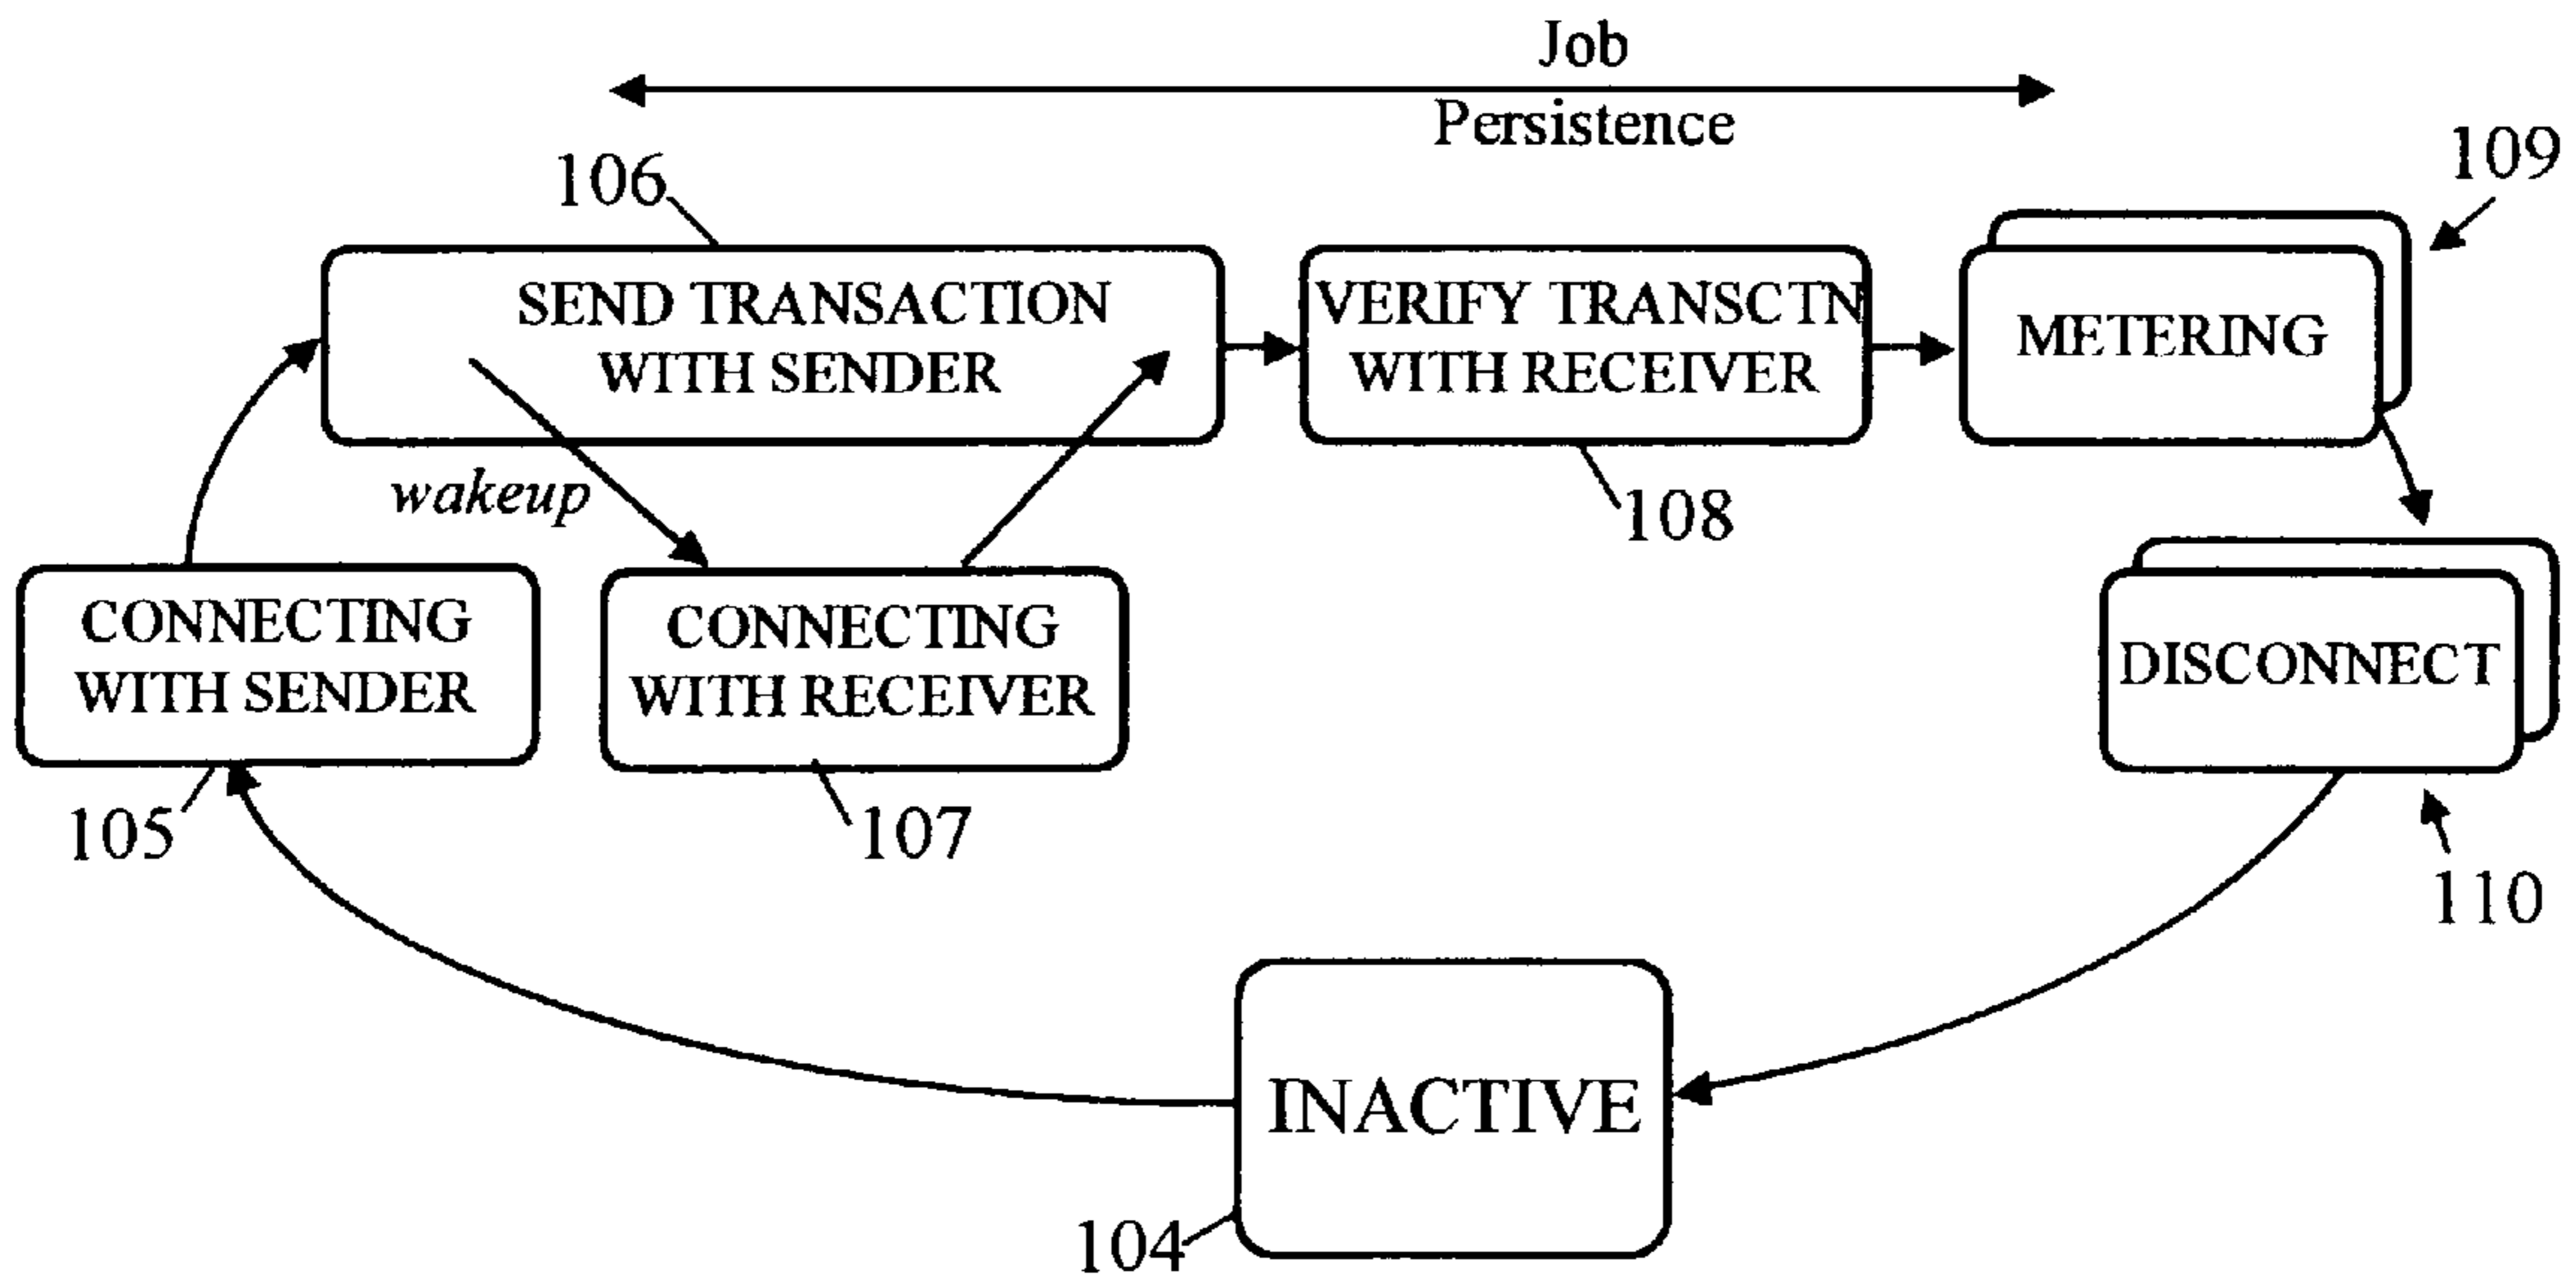 Job
Persistence
109
106
SEND TRANSACTION
WITH SENDER
VERIFY TRANSCTN
WITH RECEIVER
METERING
wakeup
108
CONNECTING
WITH SENDER
CONNECTING
WITH RECEIVER
DISCONNECT
105
107
110
INACTIVE
104